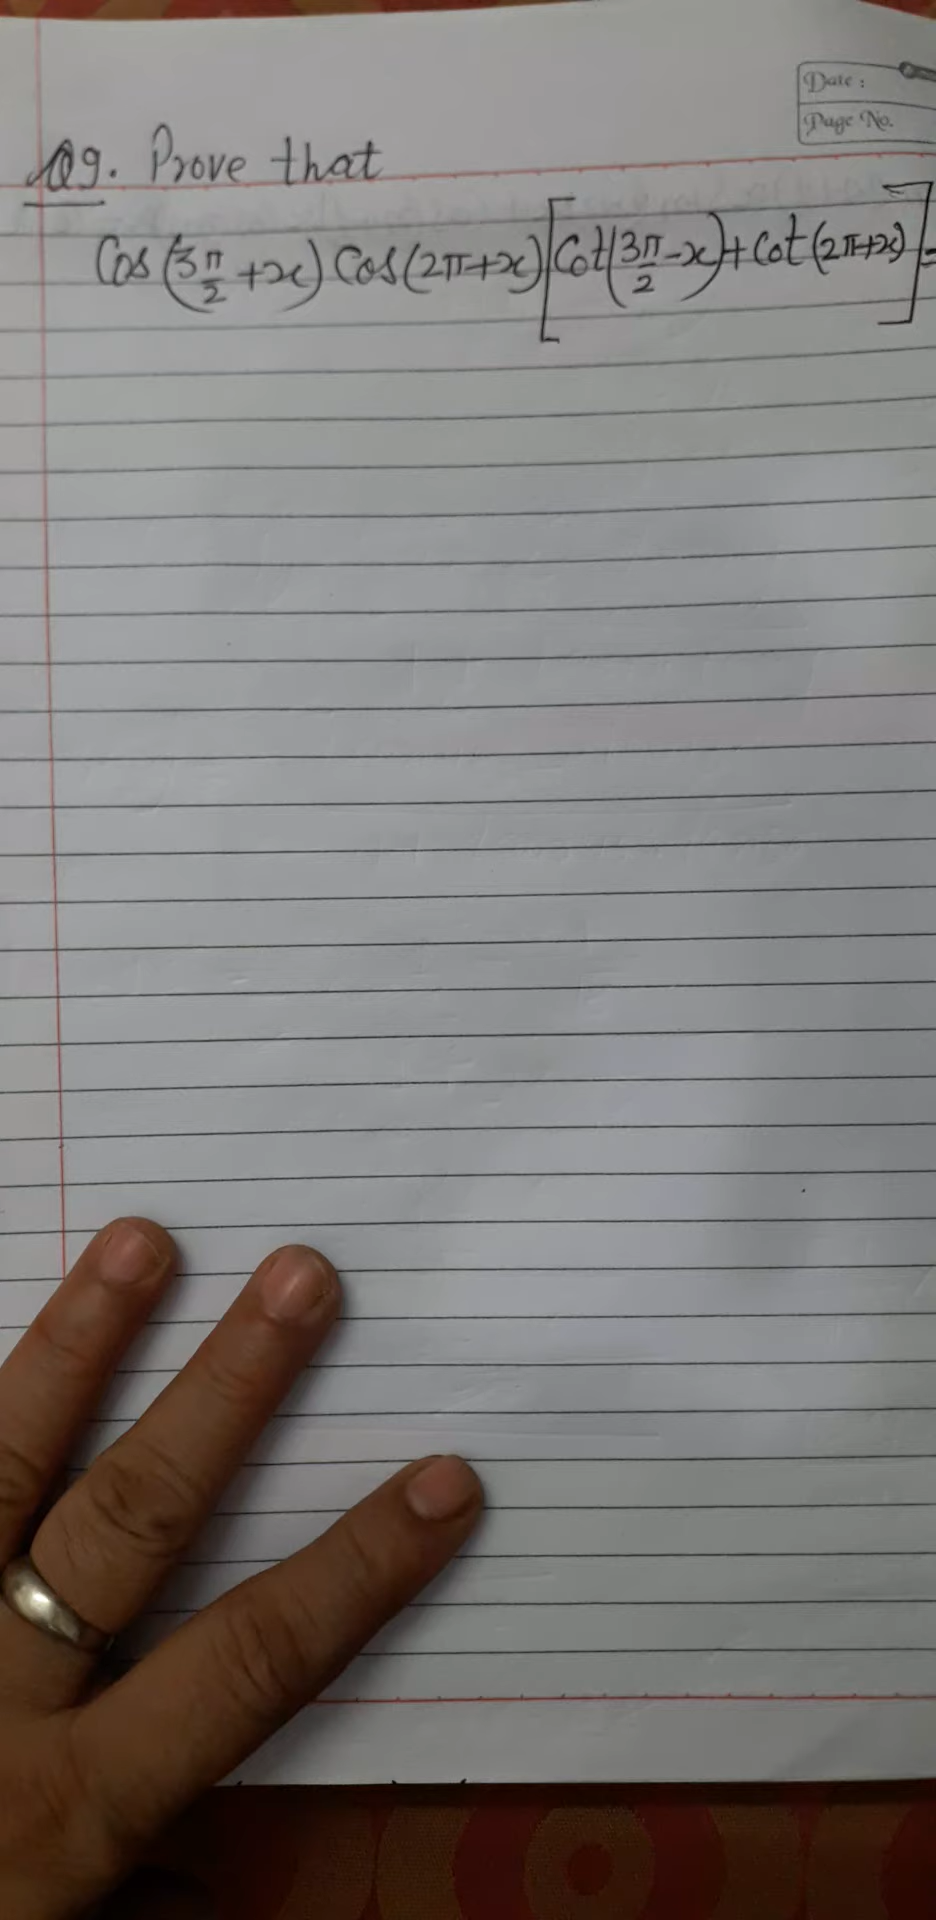 Date :
Page No.
Q9. Prove that
Cos(3π/2 +x) Cos(2π+x)[Cot(3π/2 -x)+Cot(2π+x)]=